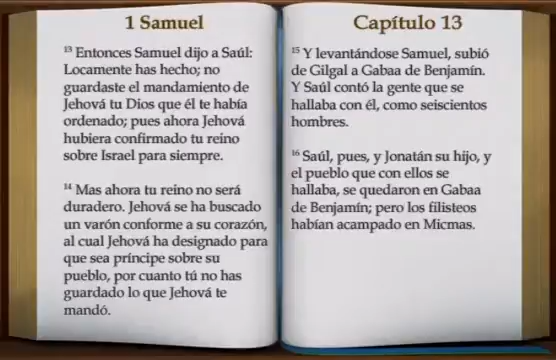 1 Samuel
¹³ Entonces Samuel dijo a Saúl:
Locamente has hecho; no
guardaste el mandamiento de
Jehová tu Dios que él te había
ordenado; pues ahora Jehová
hubiera confirmado tu reino
sobre Israel para siempre.
¹⁴ Mas ahora tu reino no será
duradero. Jehová se ha buscado
un varón conforme a su corazón,
al cual Jehová ha designado para
que sea príncipe sobre su
pueblo, por cuanto tú no has
guardado lo que Jehová te
mandó.
Capítulo 13
¹⁵ Y levantándose Samuel, subió
de Gilgal a Gabaa de Benjamín.
Y Saúl contó la gente que se
hallaba con él, como seiscientos
hombres.
¹⁶ Saúl, pues, y Jonatán su hijo, y
el pueblo que con ellos se
hallaba, se quedaron en Gabaa
de Benjamín; pero los filisteos
habían acampado en Micmas.